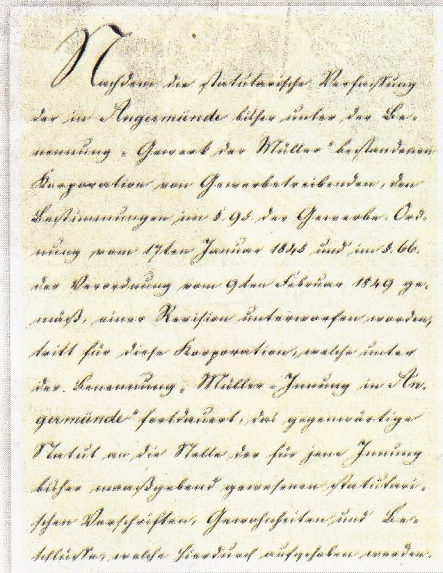 Nachdem die statutarische Verfassung
der in Angermünde bisher unter der Be-
nennung „Gewerk der Müller“ bestandenen
Korporation von Gewerbetreibenden, den
Bestimmungen im §. 95 der Gewerbe-Ord-
nung vom 17ten Januar 1845 und im §. 66.
der Verordnung vom 9ten Februar 1849 ge-
mäß, einer Revision unterworfen worden,
tritt für diese Korporation, welche unter
der Benennung „Müller-Innung in An-
germünde“ fortdauert, das gegenwärtige
Statut an die Stelle der für jene Innung
bisher maaßgebend gewesenen statutari-
schen Vorschriften, Gewohnheiten, und Be-
schlüsse, welche hierdurch aufgehoben werden.